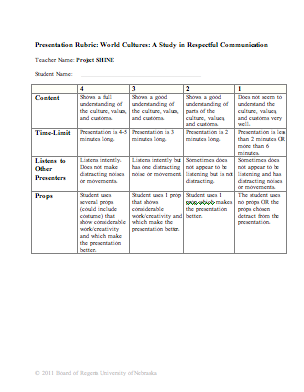 Presentation Rubric: World Cultures: A Study in Respectful Communication
Teacher Name: Project SHINE
Student Name:
4 3 2 1
Content
Shows a full
understanding of
the culture, value,
and customs.
Shows a good
understanding of
the culture, values,
and customs.
Shows a good
understanding of
parts of the
culture, values,
and customs.
Does not seem to
understand the
culture, values,
and customs very
well.
Time-Limit
Presentation is 4-5
minutes long.
Presentation is 3
minutes long.
Presentation is 2
minutes long.
Presentation is less
than 2 minutes OR
more than 6
minutes.
Listens to
Other
Presenters
Listens intently.
Does not make
distracting noises
or movements.
Listens intently but
has one distracting
noise or movement.
Sometimes does
not appear to be
listening but is not
distracting.
Sometimes does
not appear to be
listening and has
distracting noises
or movements.
Props
Student uses
several props
(could include
costume) that
show considerable
work/creativity
and which make
the presentation
better.
Student uses 1 prop
that shows
considerable
work/creativity and
which make the
presentation better.
Student uses 1
prop which makes
the presentation
better.
The student uses
no props OR the
props chosen
detract from the
presentation.
© 2011 Board of Regents University of Nebraska